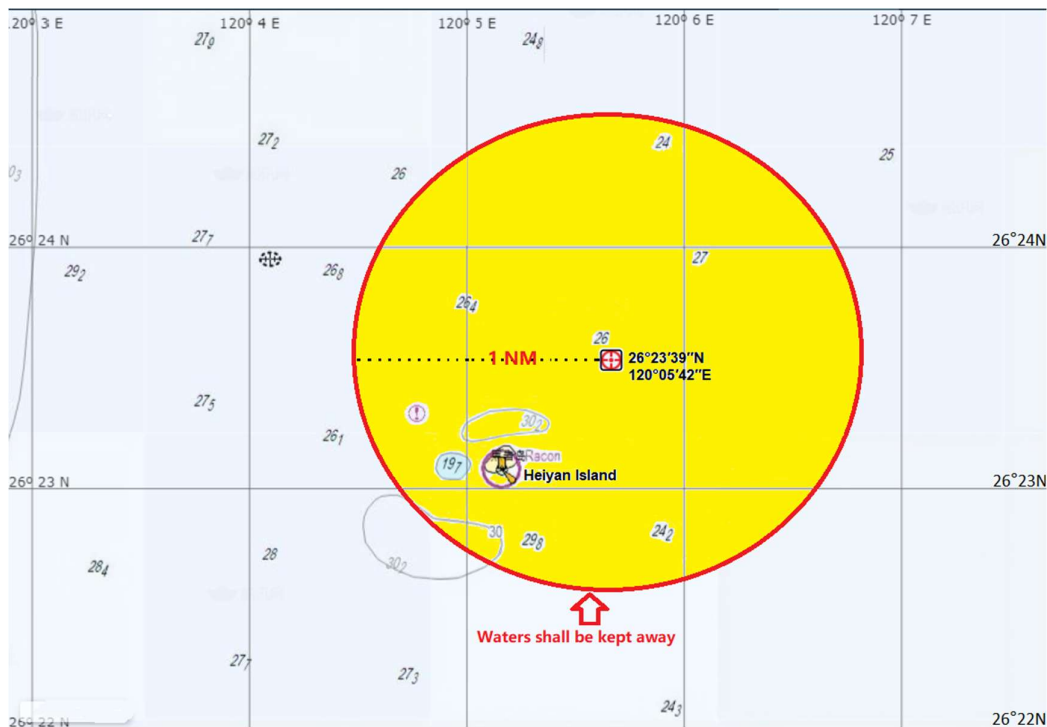 120° 3 E 120° 4 E 120° 5 E 120° 6 E 120° 7 E
27₉ 24₈
27₂ 24 25
0₃ 26
27₇ 26° 24 N 26°24N
29₂ 26₈ 27
26₄
26
1 NM 26°23′39″N
120°05′42″E
27₅
26₁ 30₂
19₇ Racon
Heiyan Island
26° 23 N 26°23N
30 29₈ 24₂
28₄ 28 30₂
Waters shall be kept away
27₇ 27₃
24₃
26° 22 N 26°22N